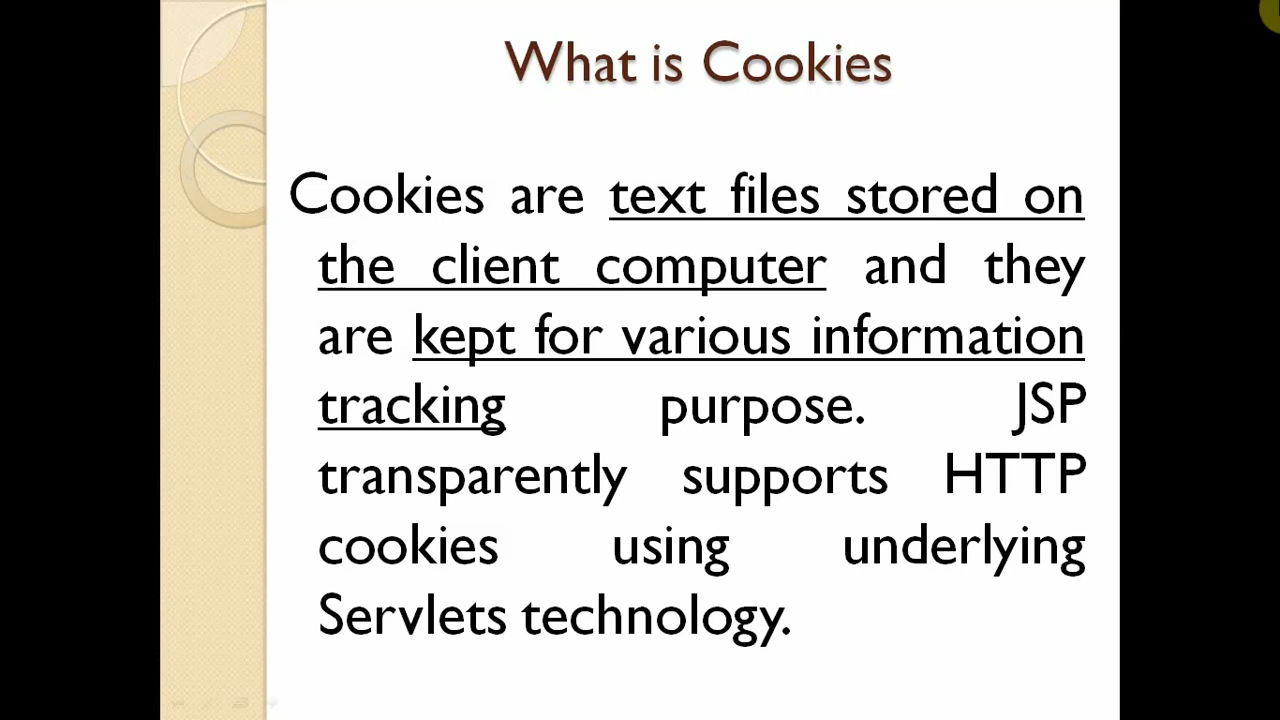 What is Cookies
Cookies are text files stored on
the client computer and they
are kept for various information
tracking purpose. JSP
transparently supports HTTP
cookies using underlying
Servlets technology.